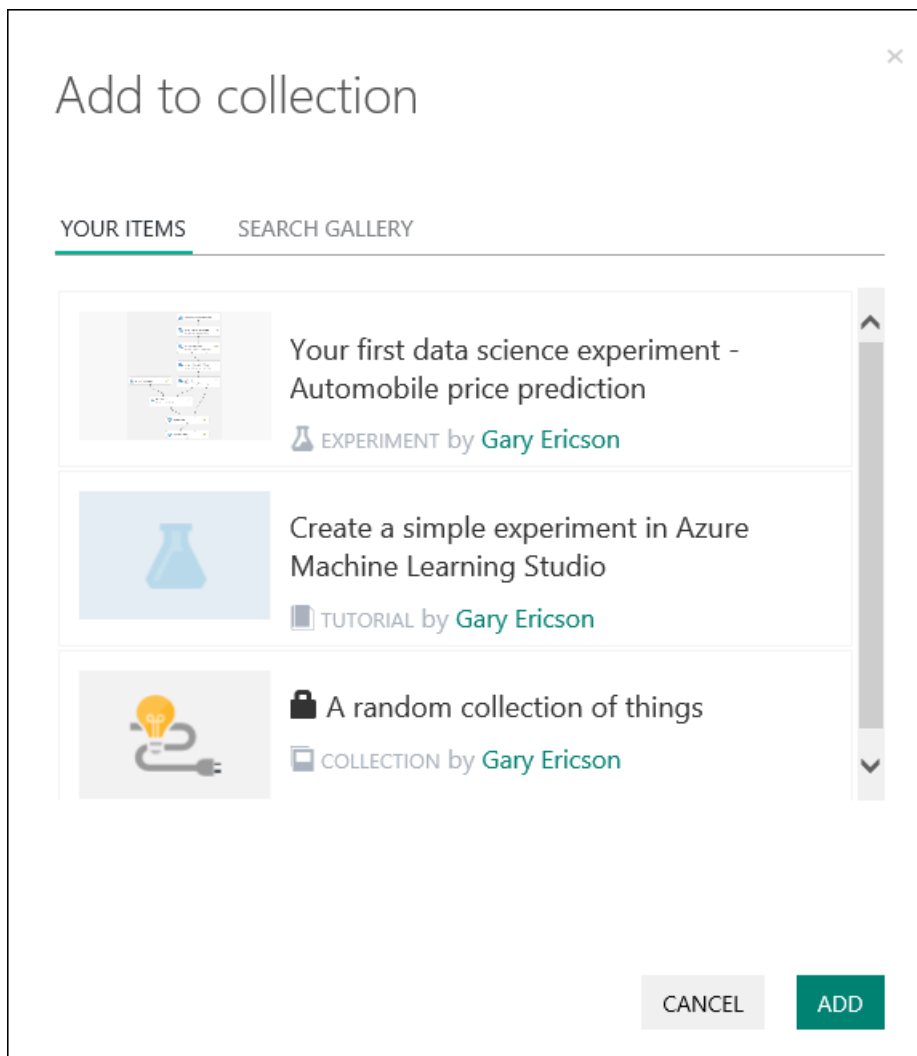 Add to collection
YOUR ITEMS SEARCH GALLERY
Your first data science experiment -
Automobile price prediction
EXPERIMENT by Gary Ericson
Create a simple experiment in Azure
Machine Learning Studio
TUTORIAL by Gary Ericson
A random collection of things
COLLECTION by Gary Ericson
CANCEL ADD